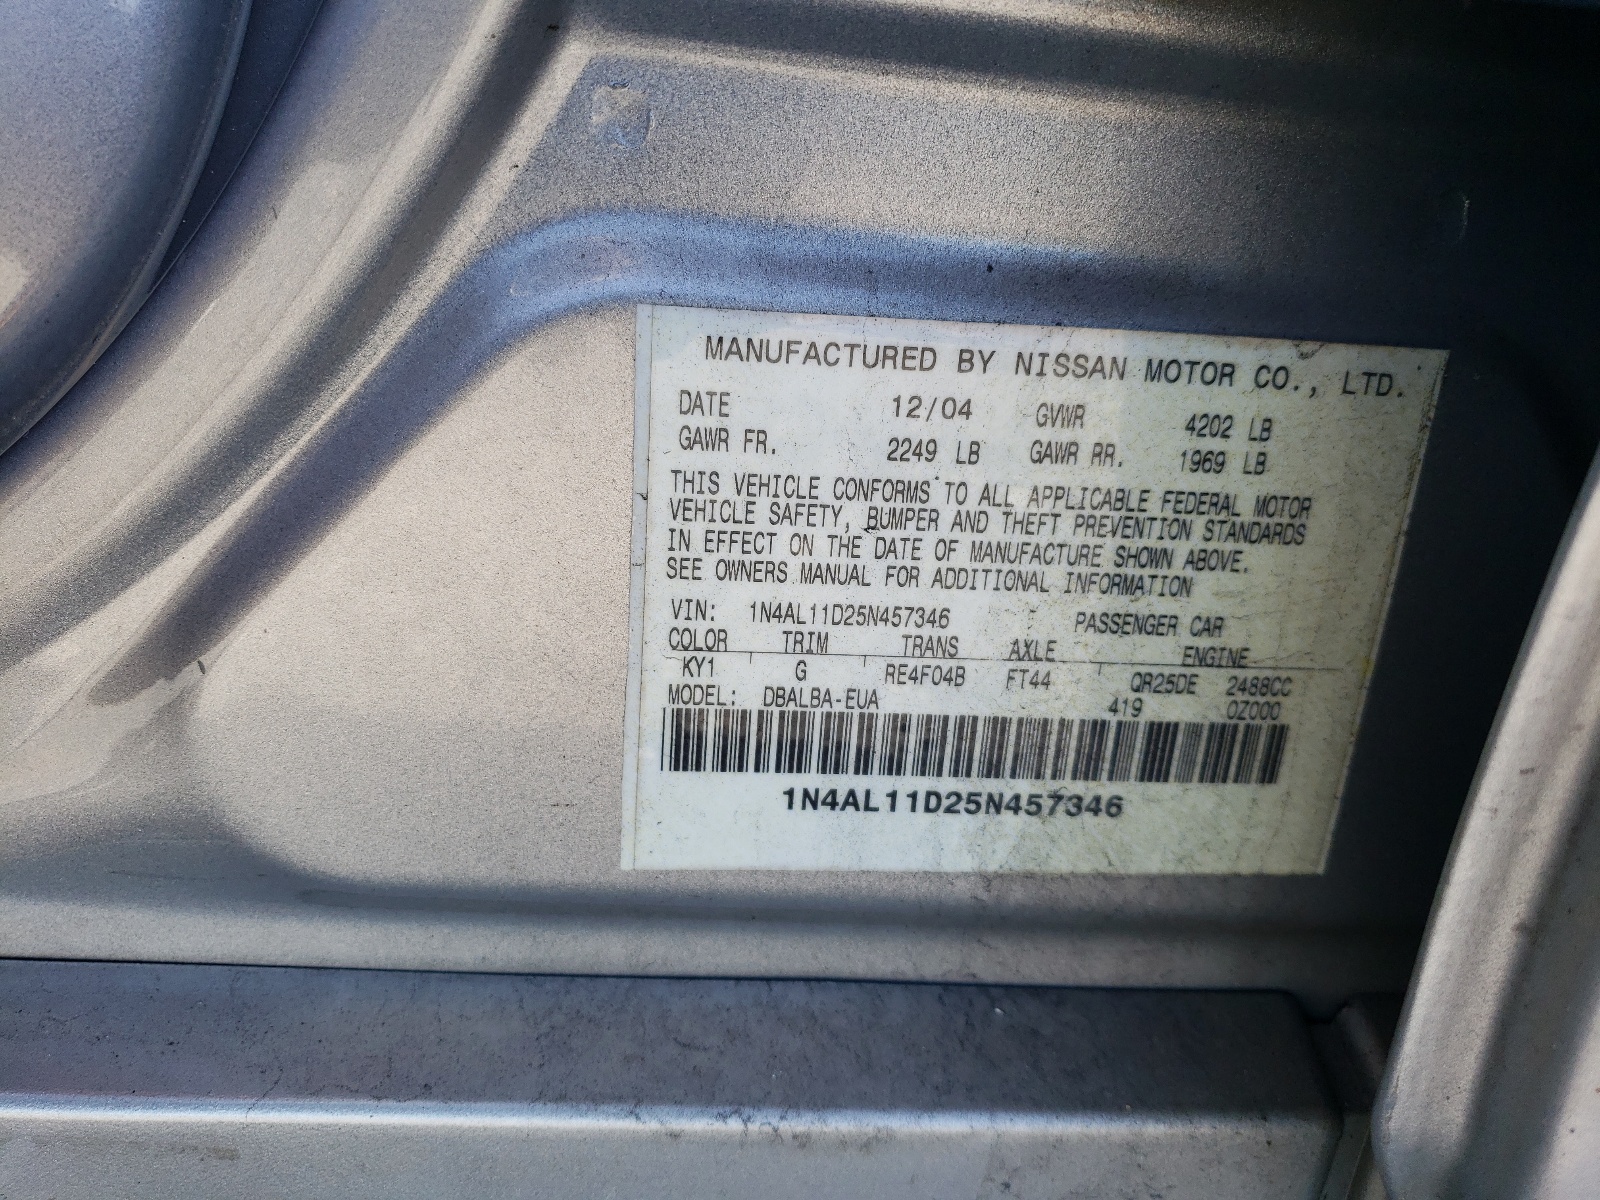 MANUFACTURED BY NISSAN MOTOR CO., LTD.
DATE 12/04 GVWR 4202 LB
GAWR FR. 2249 LB GAWR RR. 1969 LB
THIS VEHICLE CONFORMS TO ALL APPLICABLE FEDERAL MOTOR
VEHICLE SAFETY, BUMPER AND THEFT PREVENTION STANDARDS
IN EFFECT ON THE DATE OF MANUFACTURE SHOWN ABOVE.
SEE OWNERS MANUAL FOR ADDITIONAL INFORMATION
VIN: 1N4AL11D25N457346 PASSENGER CAR
COLOR TRIM TRANS AXLE ENGINE
KY1 G RE4F04B FT44 QR25DE 2488CC
MODEL: DBALBA-EUA 419 0Z000
1N4AL11D25N457346